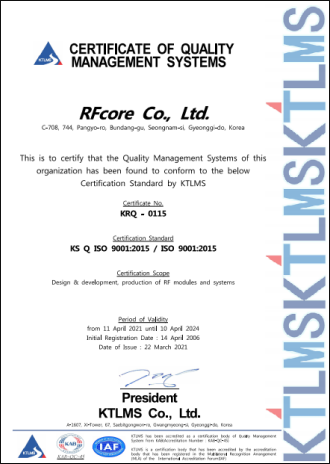 CERTIFICATE OF QUALITY
MANAGEMENT SYSTEMS
KTLMS
RFcore Co., Ltd.
C-708, 744, Pangyo-ro, Bundang-gu, Seongnam-si, Gyeonggi-do, Korea
This is to certify that the Quality Management Systems of this
organization has been found to conform to the below
Certification Standard by KTLMS
Certificate No.
KRQ - 0115
Certification Standard
KS Q ISO 9001:2015 / ISO 9001:2015
Certification Scope
Design & development, production of RF modules and systems
Period of Validity
from 11 April 2021 until 10 April 2024
Initial Registration Date : 14 April 2006
Date of Issue : 22 March 2021
President
KTLMS Co., Ltd.
KTLMS has been accredited as a certification body of Quality Management
KTLMS is a certification body that has been accredited by the accreditation
body that has been registered in the Multilateral Recognition Arrangement
(MLA) of the International Accreditation Forum(IAF).
KTLMS
KAB
IAF
KTLMSKTLMSKTLMS